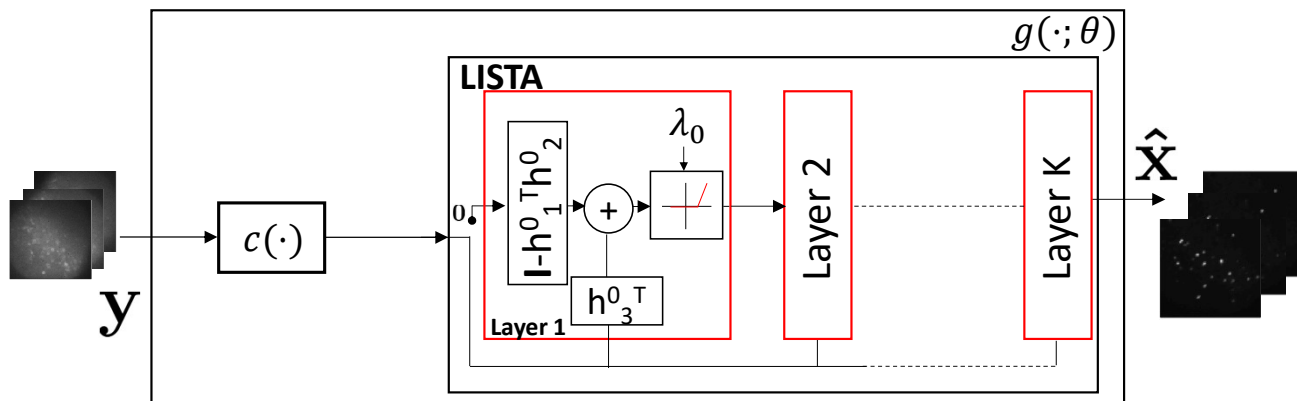 g(·; θ)
LISTA
λ₀
I-h⁰₁ᵀh⁰₂
0
+
h⁰₃ᵀ
Layer 1
Layer 2
Layer K
c(·)
y
x̂